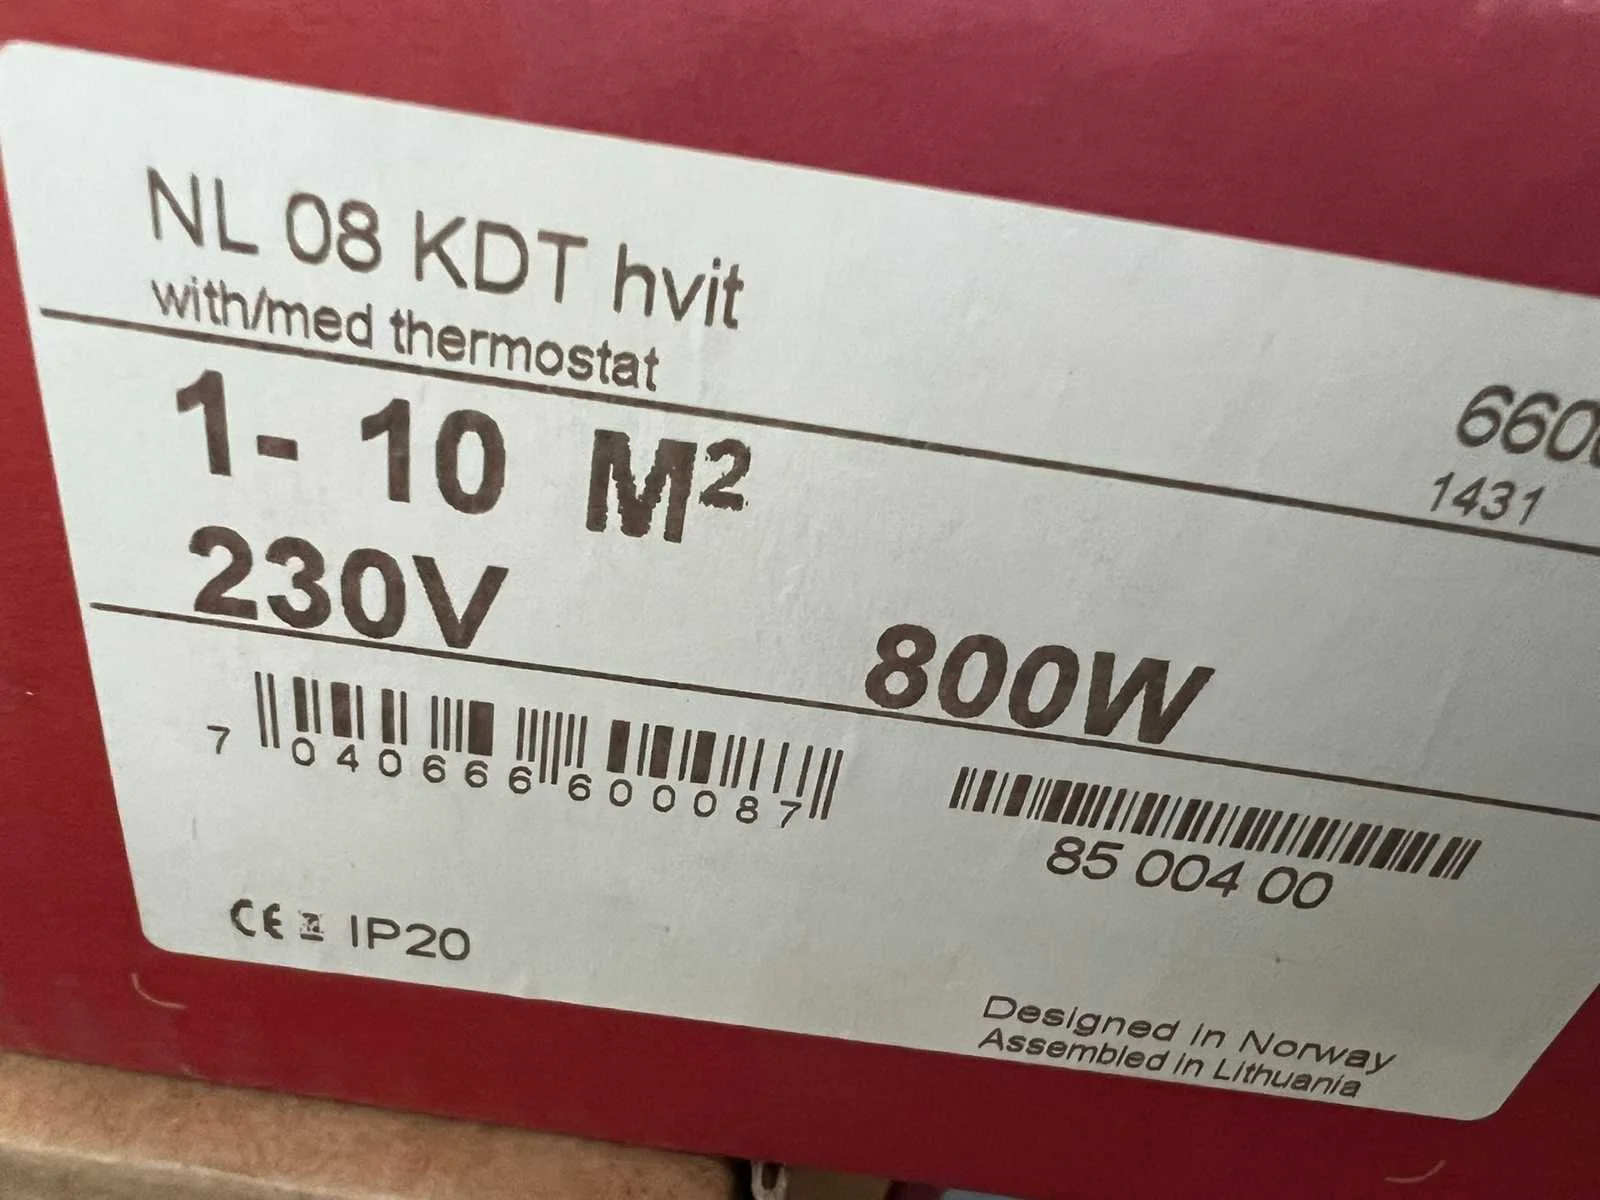 NL 08 KDT hvit
with/med thermostat
1431
1- 10 M²
230V 800W
7 040666 600087
85 004 00
CE IP20
Designed in Norway
Assembled in Lithuania